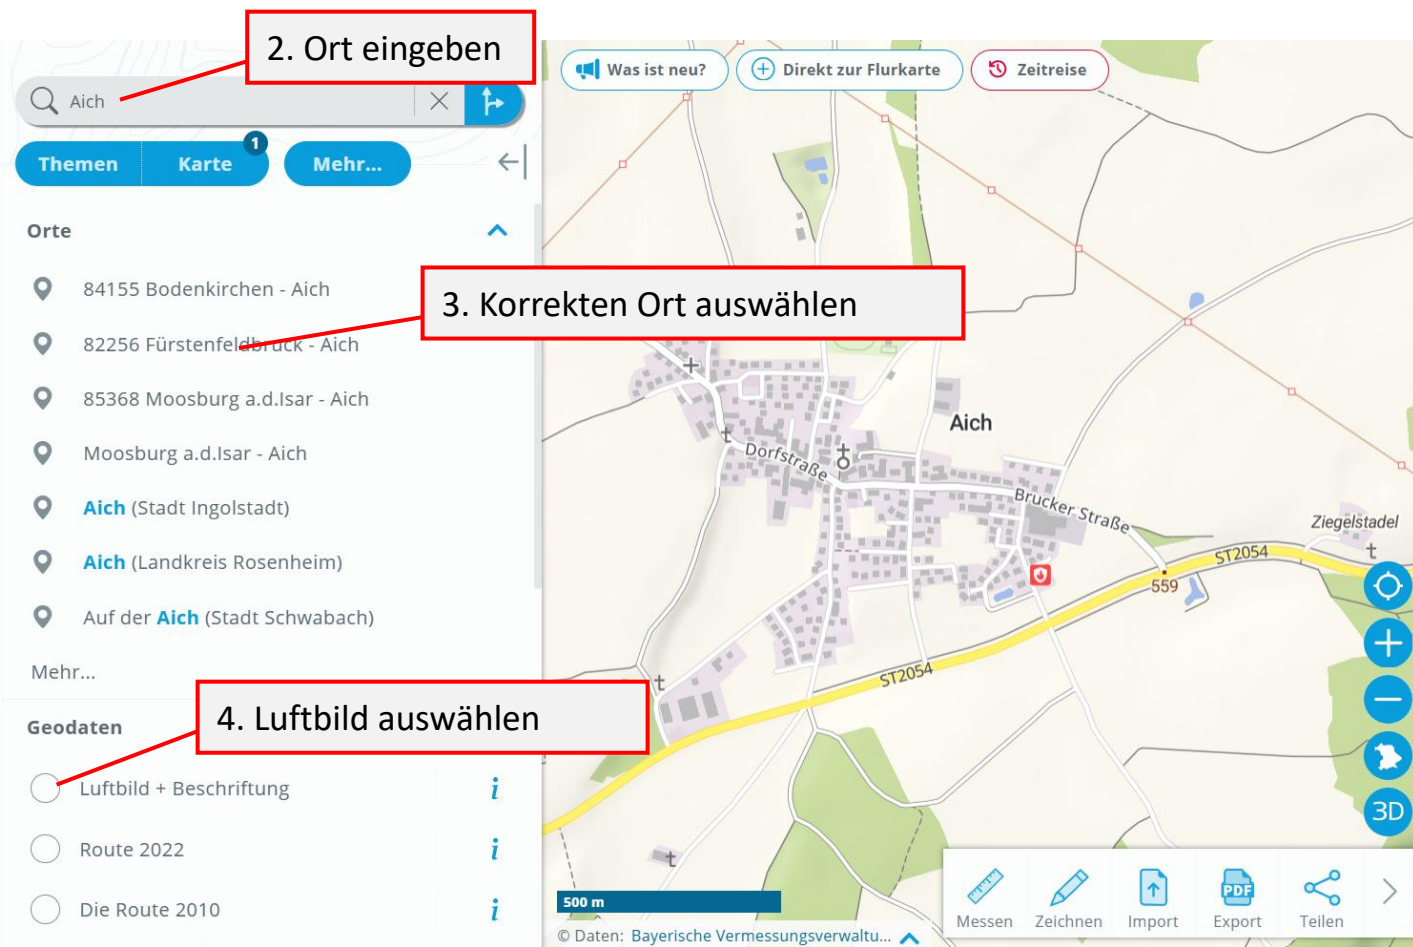 2. Ort eingeben
Aich
Themen
Karte
1
Mehr...
Orte
84155 Bodenkirchen - Aich
82256 Fürstenfeldbruck - Aich
85368 Moosburg a.d.Isar - Aich
Moosburg a.d.Isar - Aich
Aich (Stadt Ingolstadt)
Aich (Landkreis Rosenheim)
Auf der Aich (Stadt Schwabach)
Mehr...
3. Korrekten Ort auswählen
4. Luftbild auswählen
Geodaten
Luftbild + Beschriftung
i
Route 2022
i
Die Route 2010
i
Was ist neu?
Direkt zur Flurkarte
Zeitreise
Aich
Dorfstraße
Brucker Straße
Ziegelstadel
ST2054
559
ST2054
3D
500 m
© Daten: Bayerische Vermessungsverwaltu...
Messen
Zeichnen
Import
PDF
Export
Teilen